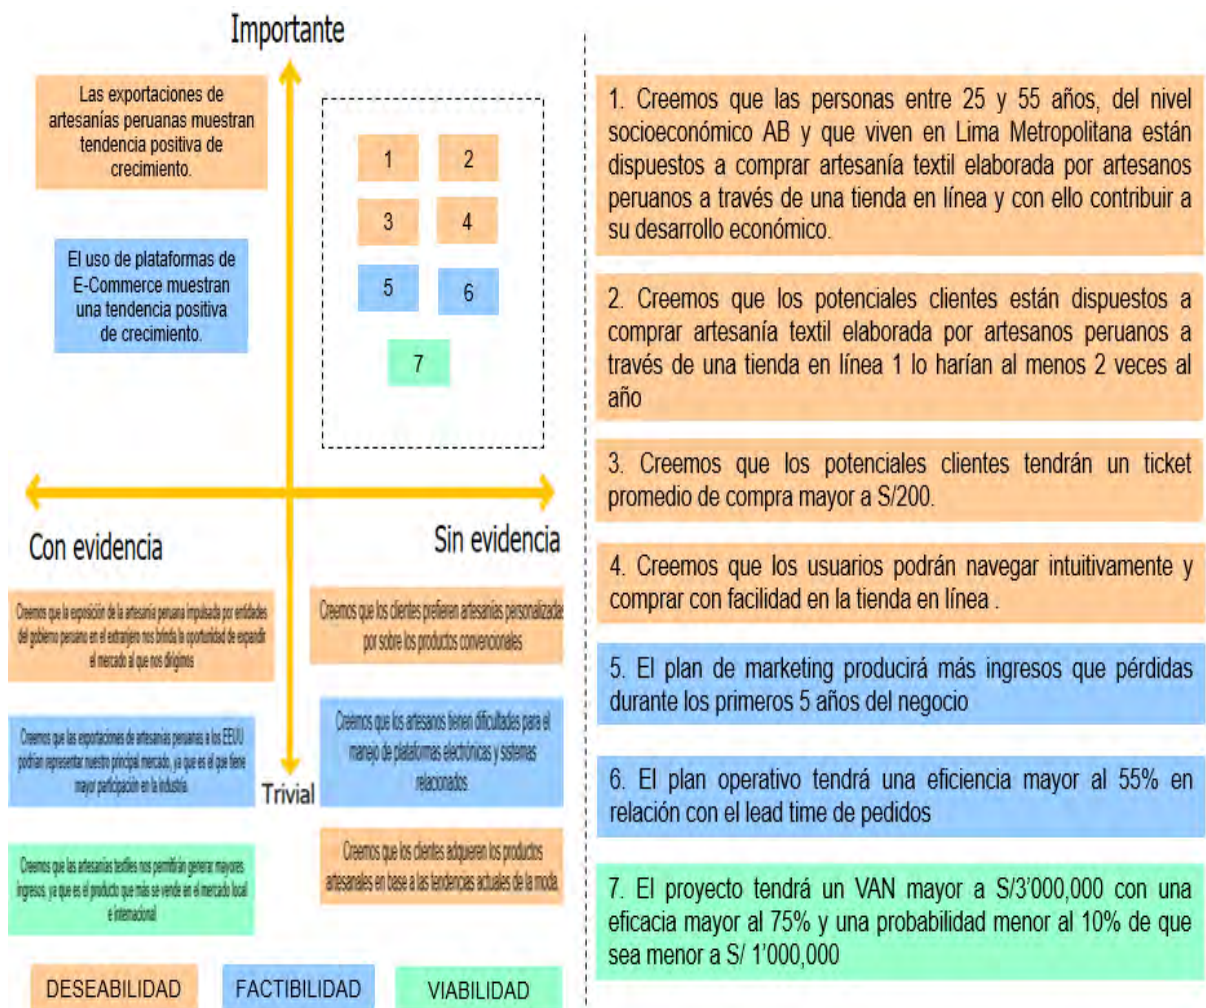 Importante
Las exportaciones de
artesanías peruanas muestran
tendencia positiva de
crecimiento.
El uso de plataformas de
E-Commerce muestran
una tendencia positiva
de crecimiento.
1
2
3
4
5
6
7
Con evidencia
Sin evidencia
Creemos que la exposición de la artesanía peruana impulsada por entidades
del gobierno peruano en el extranjero nos brinda la oportunidad de expandir
el mercado al que nos dirigimos
Creemos que los clientes prefieren artesanías personalizadas
por sobre los productos convencionales
Creemos que las exportaciones de artesanías peruanas a los EEUU
podrían representar nuestro principal mercado, ya que es el que tiene
mayor participación en la industria.
Creemos que los artesanos tienen dificultades para el
manejo de plataformas electrónicas y sistemas
relacionados
Trivial
Creemos que las artesanías textiles nos permitirán generar mayores
ingresos, ya que es el producto que más se vende en el mercado local
e internacional
Creemos que los clientes adquieren los productos
artesanales en base a las tendencias actuales de la moda.
DESEABILIDAD
FACTIBILIDAD
VIABILIDAD
1. Creemos que las personas entre 25 y 55 años, del nivel
socioeconómico AB y que viven en Lima Metropolitana están
dispuestos a comprar artesanía textil elaborada por artesanos
peruanos a través de una tienda en línea y con ello contribuir a
su desarrollo económico.
2. Creemos que los potenciales clientes están dispuestos a
comprar artesanía textil elaborada por artesanos peruanos a
través de una tienda en línea 1 lo harían al menos 2 veces al
año
3. Creemos que los potenciales clientes tendrán un ticket
promedio de compra mayor a S/200.
4. Creemos que los usuarios podrán navegar intuitivamente y
comprar con facilidad en la tienda en línea .
5. El plan de marketing producirá más ingresos que pérdidas
durante los primeros 5 años del negocio
6. El plan operativo tendrá una eficiencia mayor al 55% en
relación con el lead time de pedidos
7. El proyecto tendrá un VAN mayor a S/3'000,000 con una
eficacia mayor al 75% y una probabilidad menor al 10% de que
sea menor a S/ 1'000,000